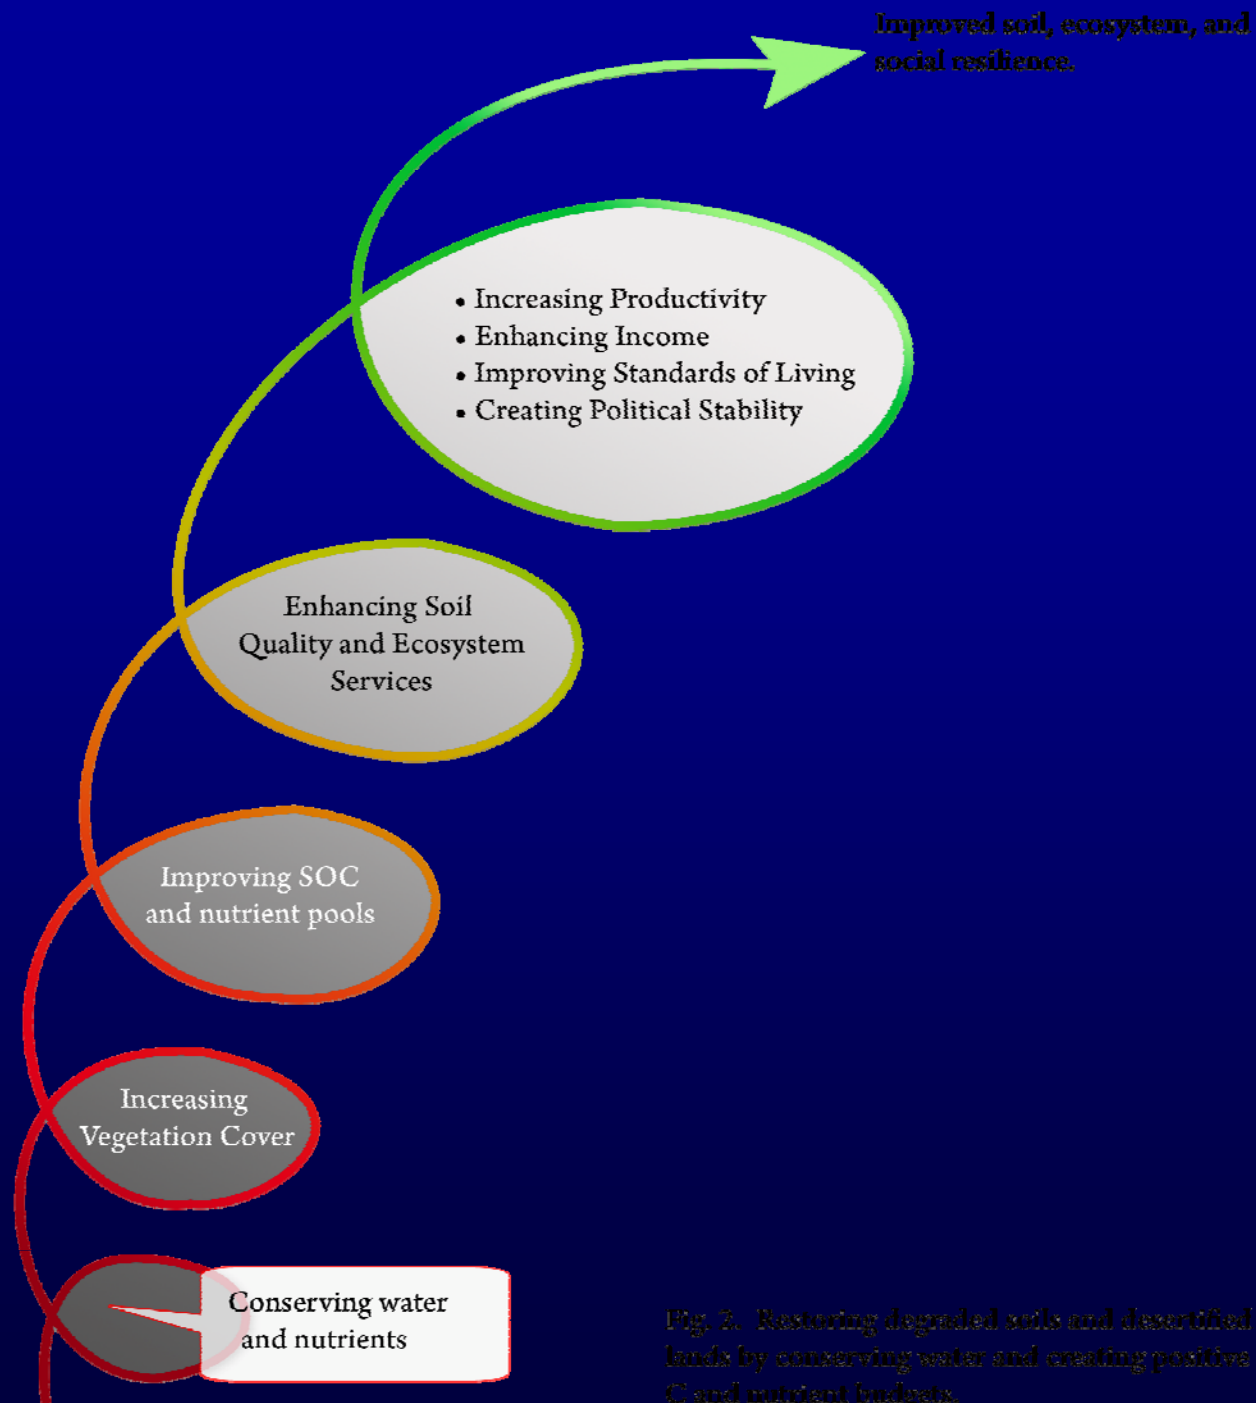 Improved soil, ecosystem, and
social resilience.
• Increasing Productivity
• Enhancing Income
• Improving Standards of Living
• Creating Political Stability
Enhancing Soil
Quality and Ecosystem
Services
Improving SOC
and nutrient pools
Increasing
Vegetation Cover
Conserving water
and nutrients
Fig. 2. Restoring degraded soils and desertified
lands by conserving water and creating positive
C and nutrient budgets.